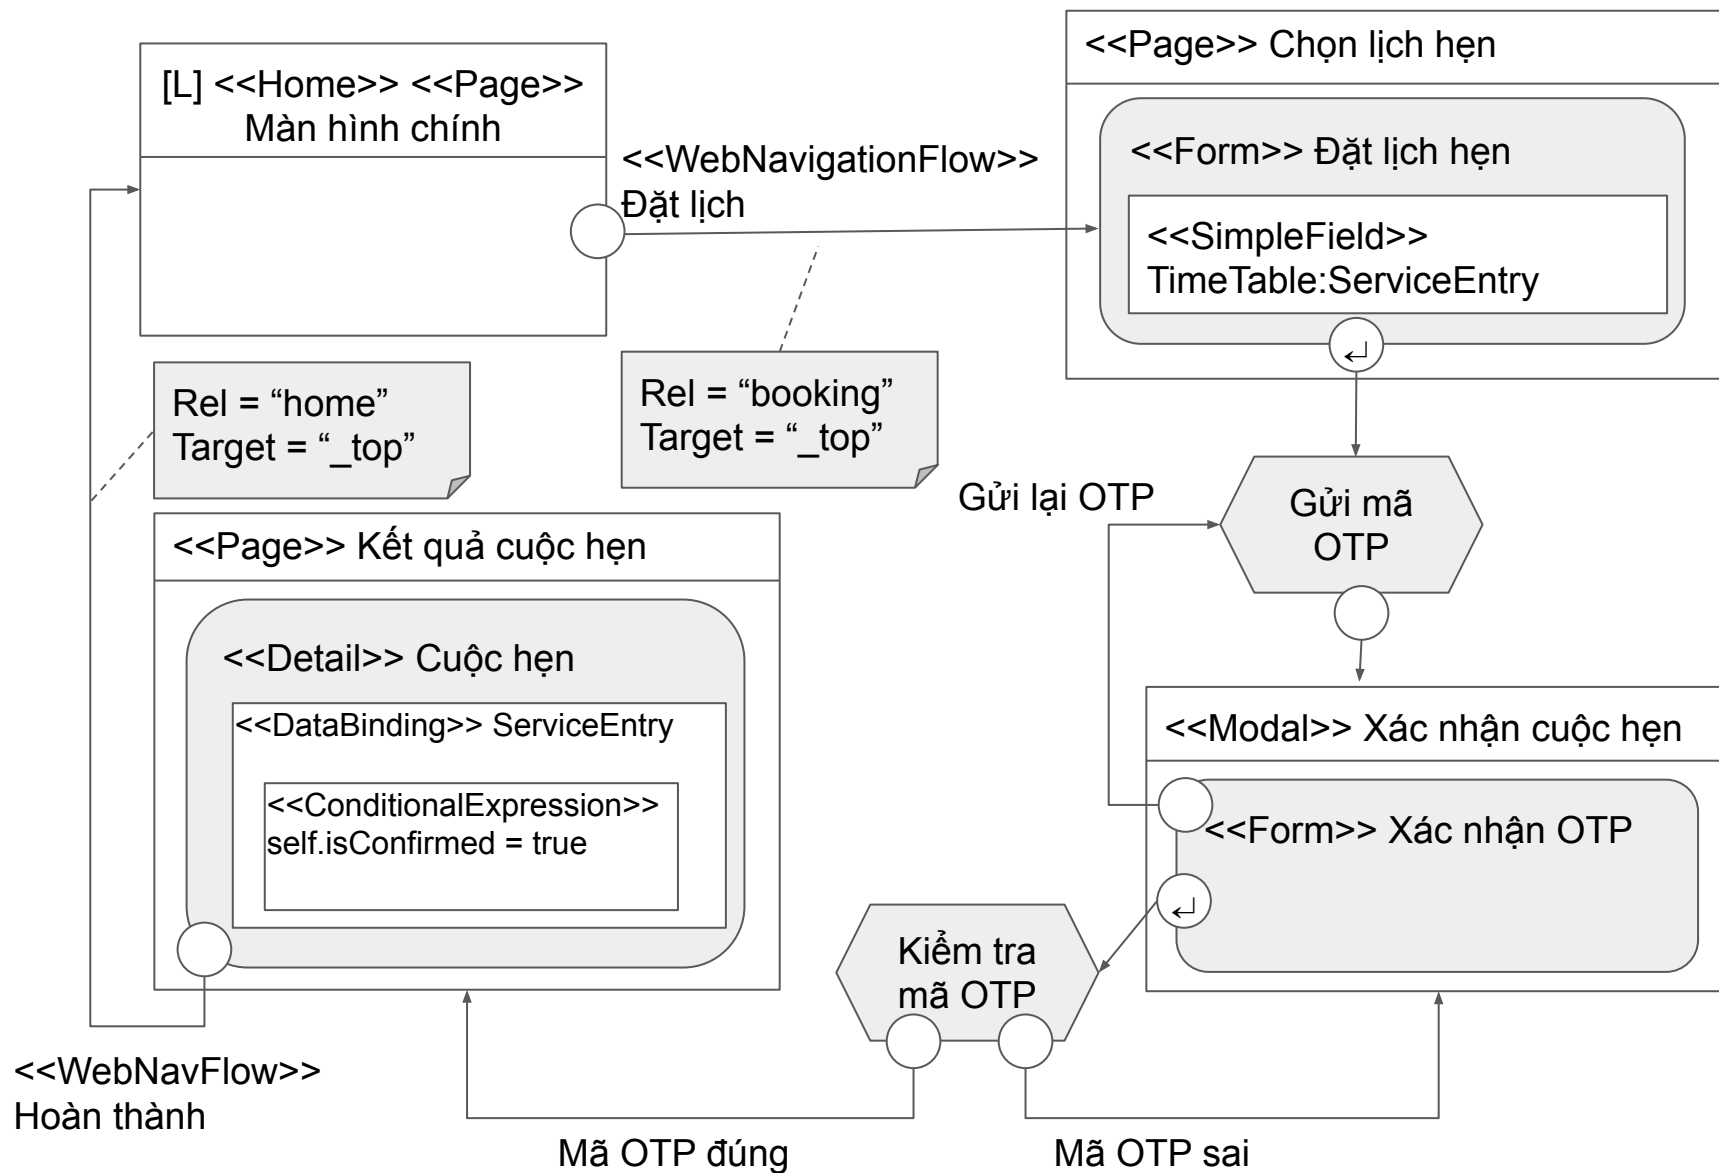 [L] <<Home>> <<Page>>
Màn hình chính
<<WebNavigationFlow>>
Đặt lịch
<<Page>> Chọn lịch hẹn
<<Form>> Đặt lịch hẹn
<<SimpleField>>
TimeTable:ServiceEntry
Rel = “home”
Target = “_top”
Rel = “booking”
Target = “_top”
Gửi lại OTP
Gửi mã
OTP
<<Page>> Kết quả cuộc hẹn
<<Detail>> Cuộc hẹn
<<DataBinding>> ServiceEntry
<<ConditionalExpression>>
self.isConfirmed = true
<<Modal>> Xác nhận cuộc hẹn
<<Form>> Xác nhận OTP
Kiểm tra
mã OTP
<<WebNavFlow>>
Hoàn thành
Mã OTP đúng
Mã OTP sai